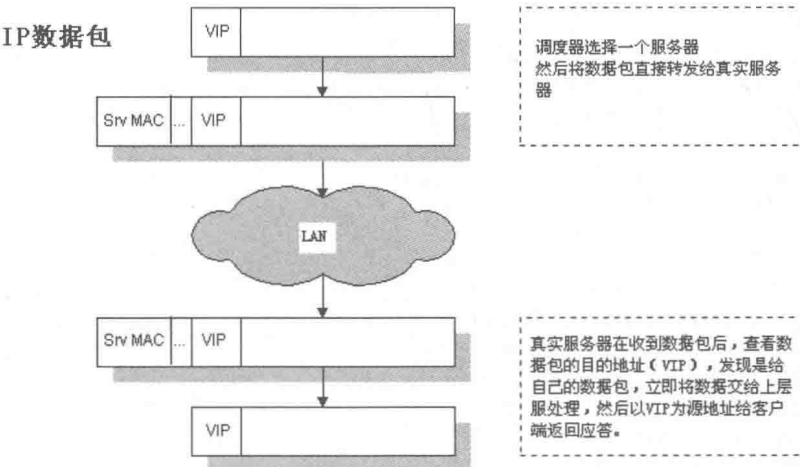 IP数据包
VIP
调度器选择一个服务器
然后将数据包直接转发给真实服务
器
Srv MAC ... VIP
LAN
Srv MAC ... VIP
真实服务器在收到数据包后，查看数
据包的目的地址（VIP），发现是给
自己的数据包，立即将数据交给上层
服处理，然后以VIP为源地址给客户
端返回应答。
VIP